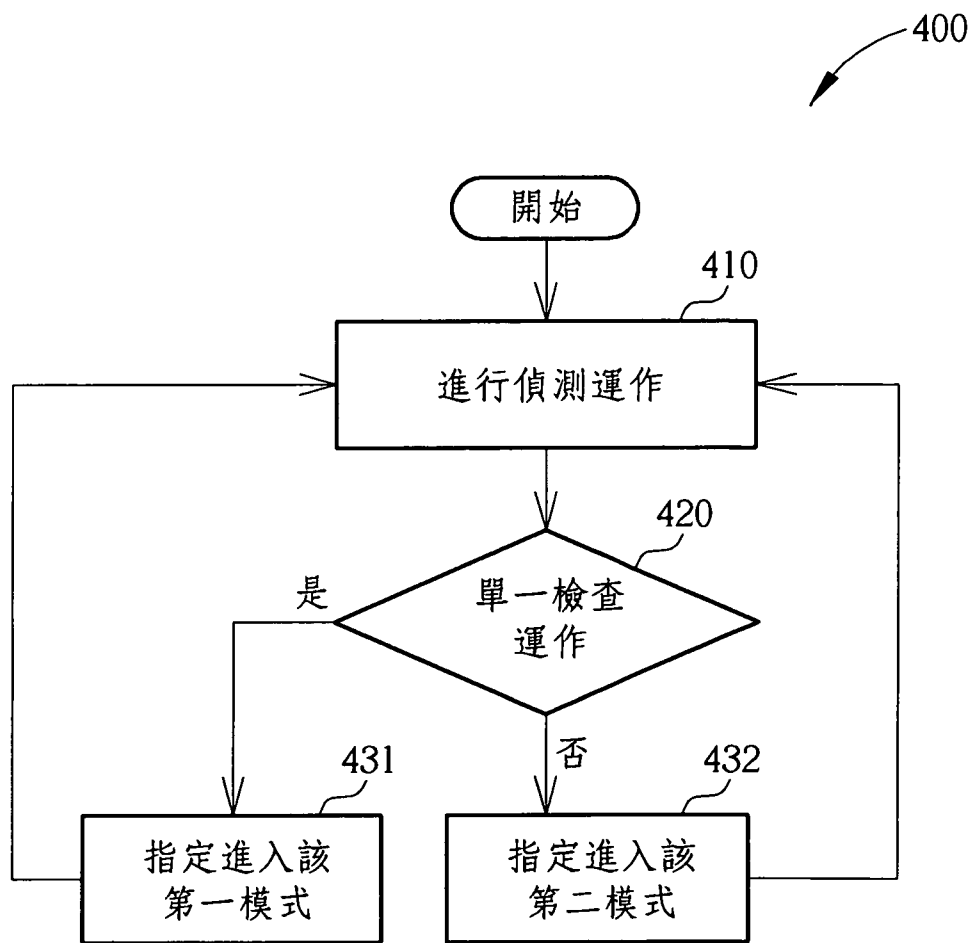 400
開始
410
進行偵測運作
420
單一檢查
運作
是
否
431
指定進入該
第一模式
432
指定進入該
第二模式